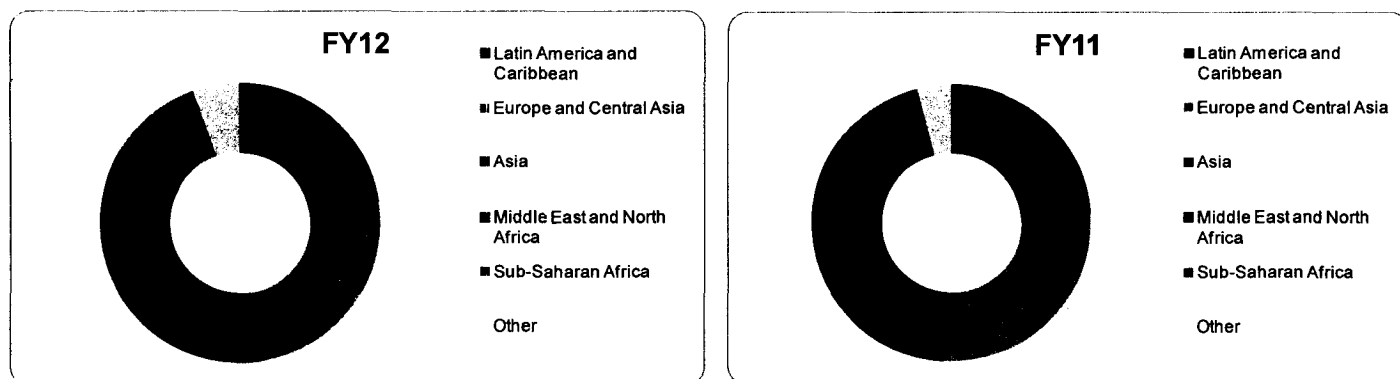 FY12
Latin America and
Caribbean
Europe and Central Asia
Asia
Middle East and North
Africa
Sub-Saharan Africa
Other
FY11
Latin America and
Caribbean
Europe and Central Asia
Asia
Middle East and North
Africa
Sub-Saharan Africa
Other